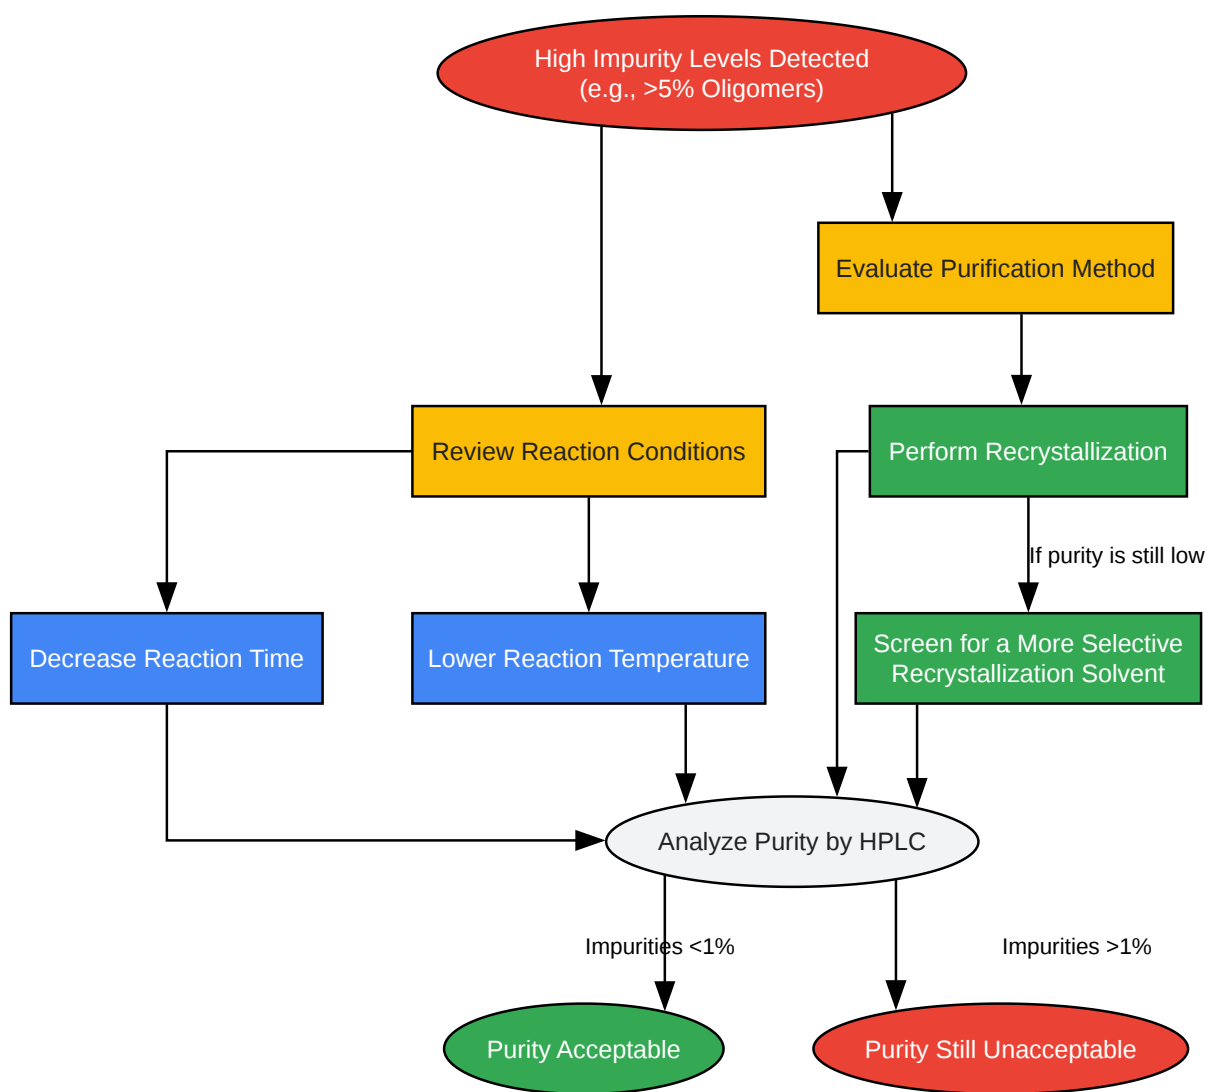 High Impurity Levels Detected
(e.g., >5% Oligomers)
Evaluate Purification Method
Review Reaction Conditions
Perform Recrystallization
If purity is still low
Decrease Reaction Time
Lower Reaction Temperature
Screen for a More Selective
Recrystallization Solvent
Analyze Purity by HPLC
Impurities <1%
Impurities >1%
Purity Acceptable
Purity Still Unacceptable